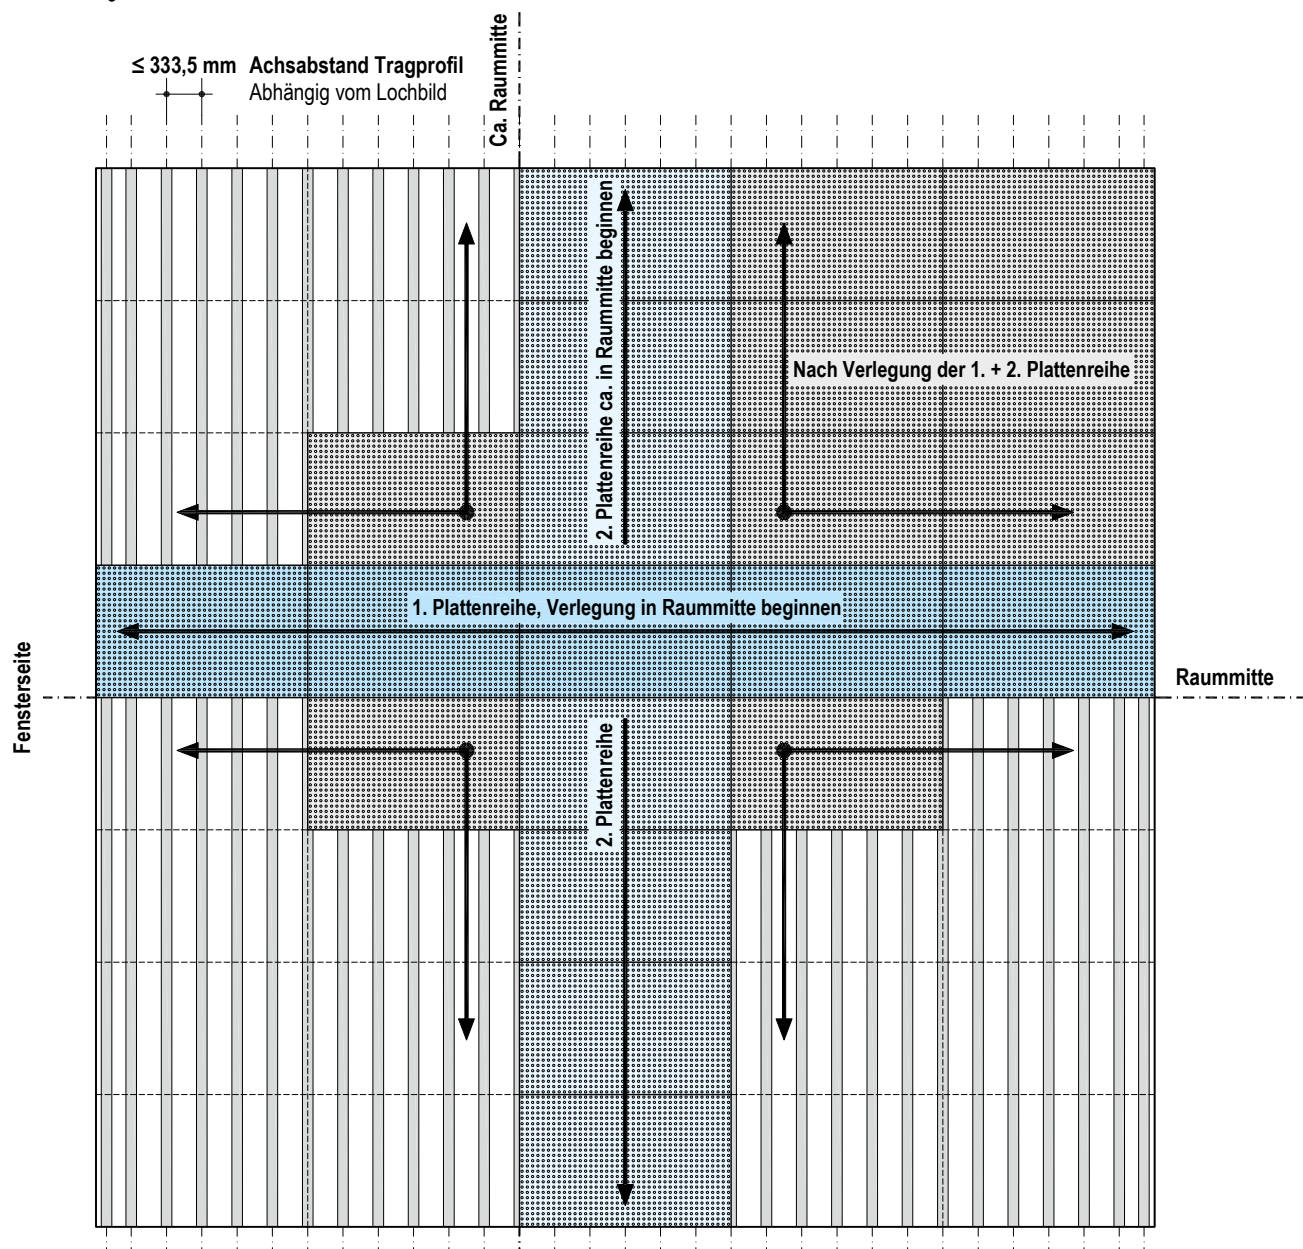 ≤ 333,5 mm Achsabstand Tragprofil
Abhängig vom Lochbild
Ca. Raummitte
2. Plattenreihe ca. in Raummitte beginnen
Nach Verlegung der 1. + 2. Plattenreihe
1. Plattenreihe, Verlegung in Raummitte beginnen
Fensterseite
Raummitte
2. Plattenreihe